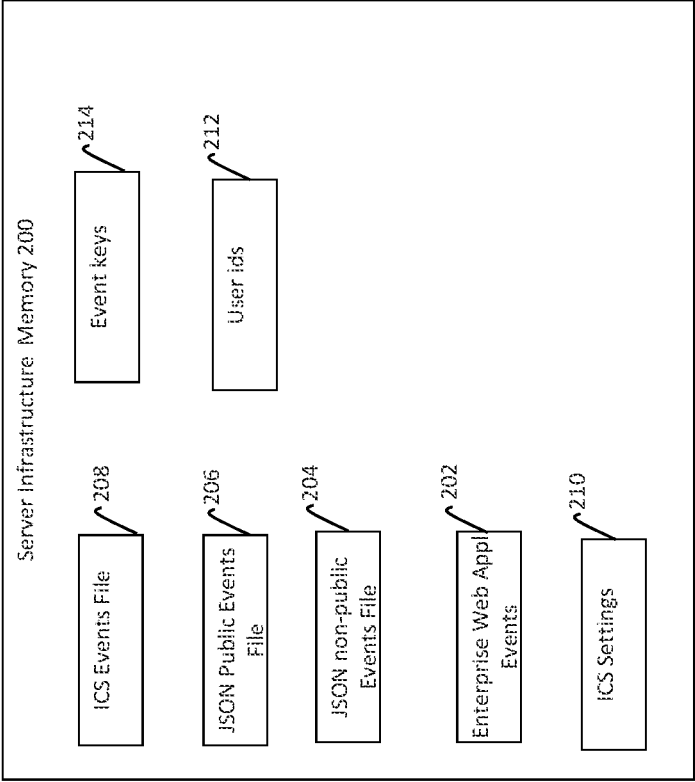 Server Infrastructure Memory 200
ICS Events File
208
Event keys
214
JSON Public Events
File
206
User ids
212
JSON non-public
Events File
204
Enterprise Web Appl
Events
202
ICS Settings
210